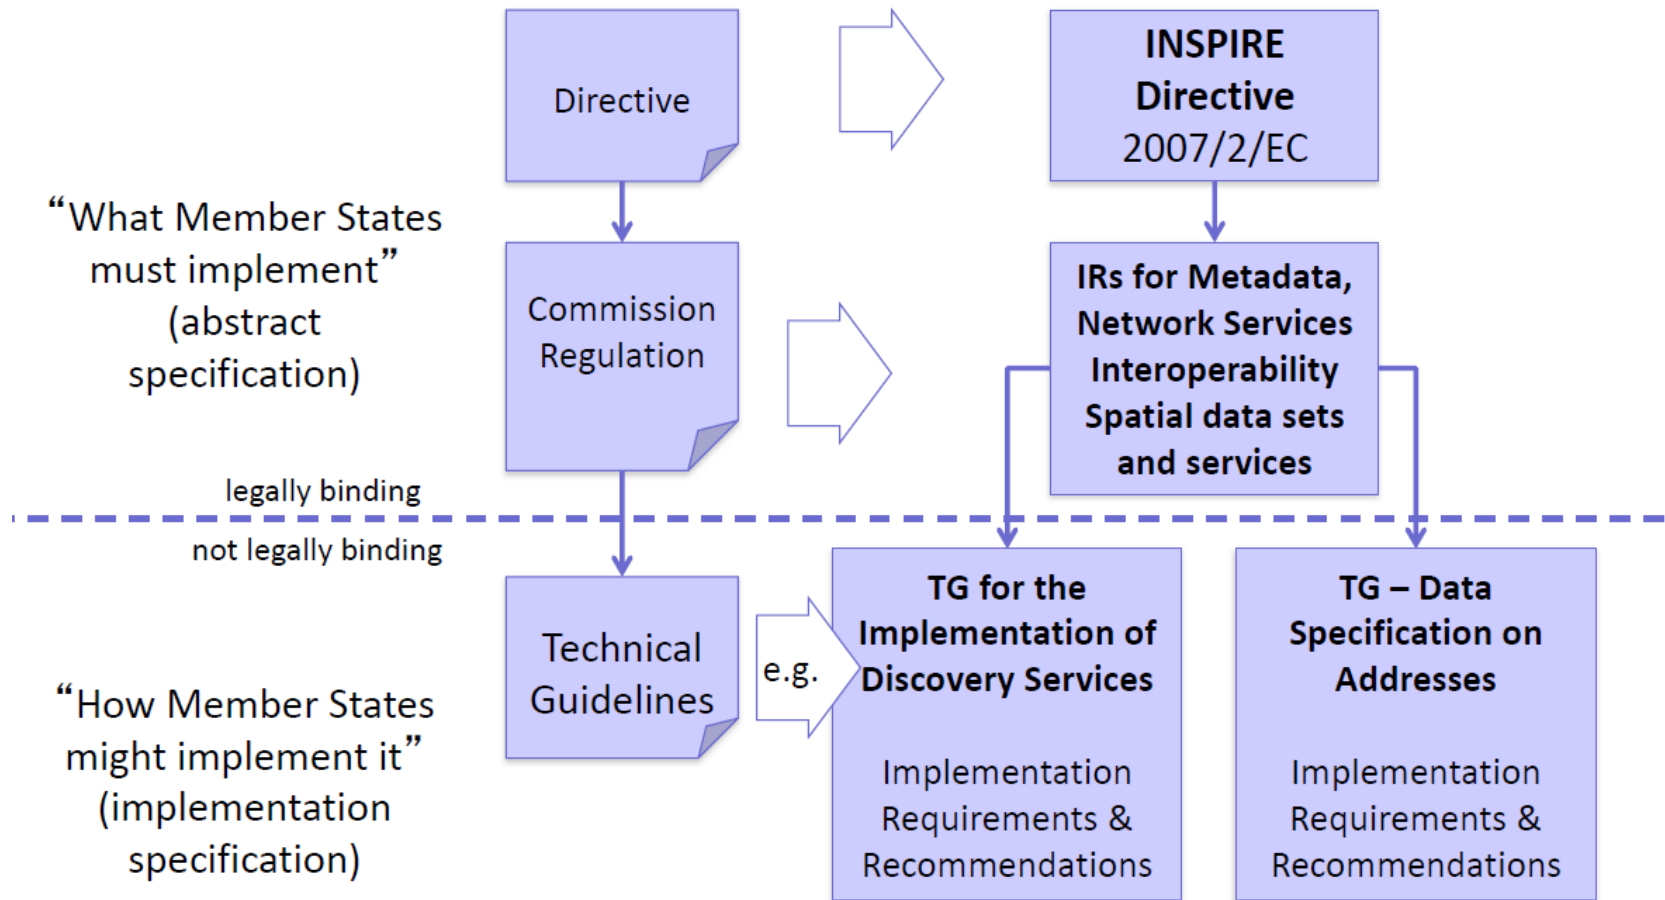 Directive
INSPIRE
Directive
2007/2/EC
“What Member States
must implement”
(abstract
specification)
Commission
Regulation
IRs for Metadata,
Network Services
Interoperability
Spatial data sets
and services
legally binding
not legally binding
“How Member States
might implement it”
(implementation
specification)
Technical
Guidelines
e.g.
TG for the
Implementation of
Discovery Services
Implementation
Requirements &
Recommendations
TG – Data
Specification on
Addresses
Implementation
Requirements &
Recommendations